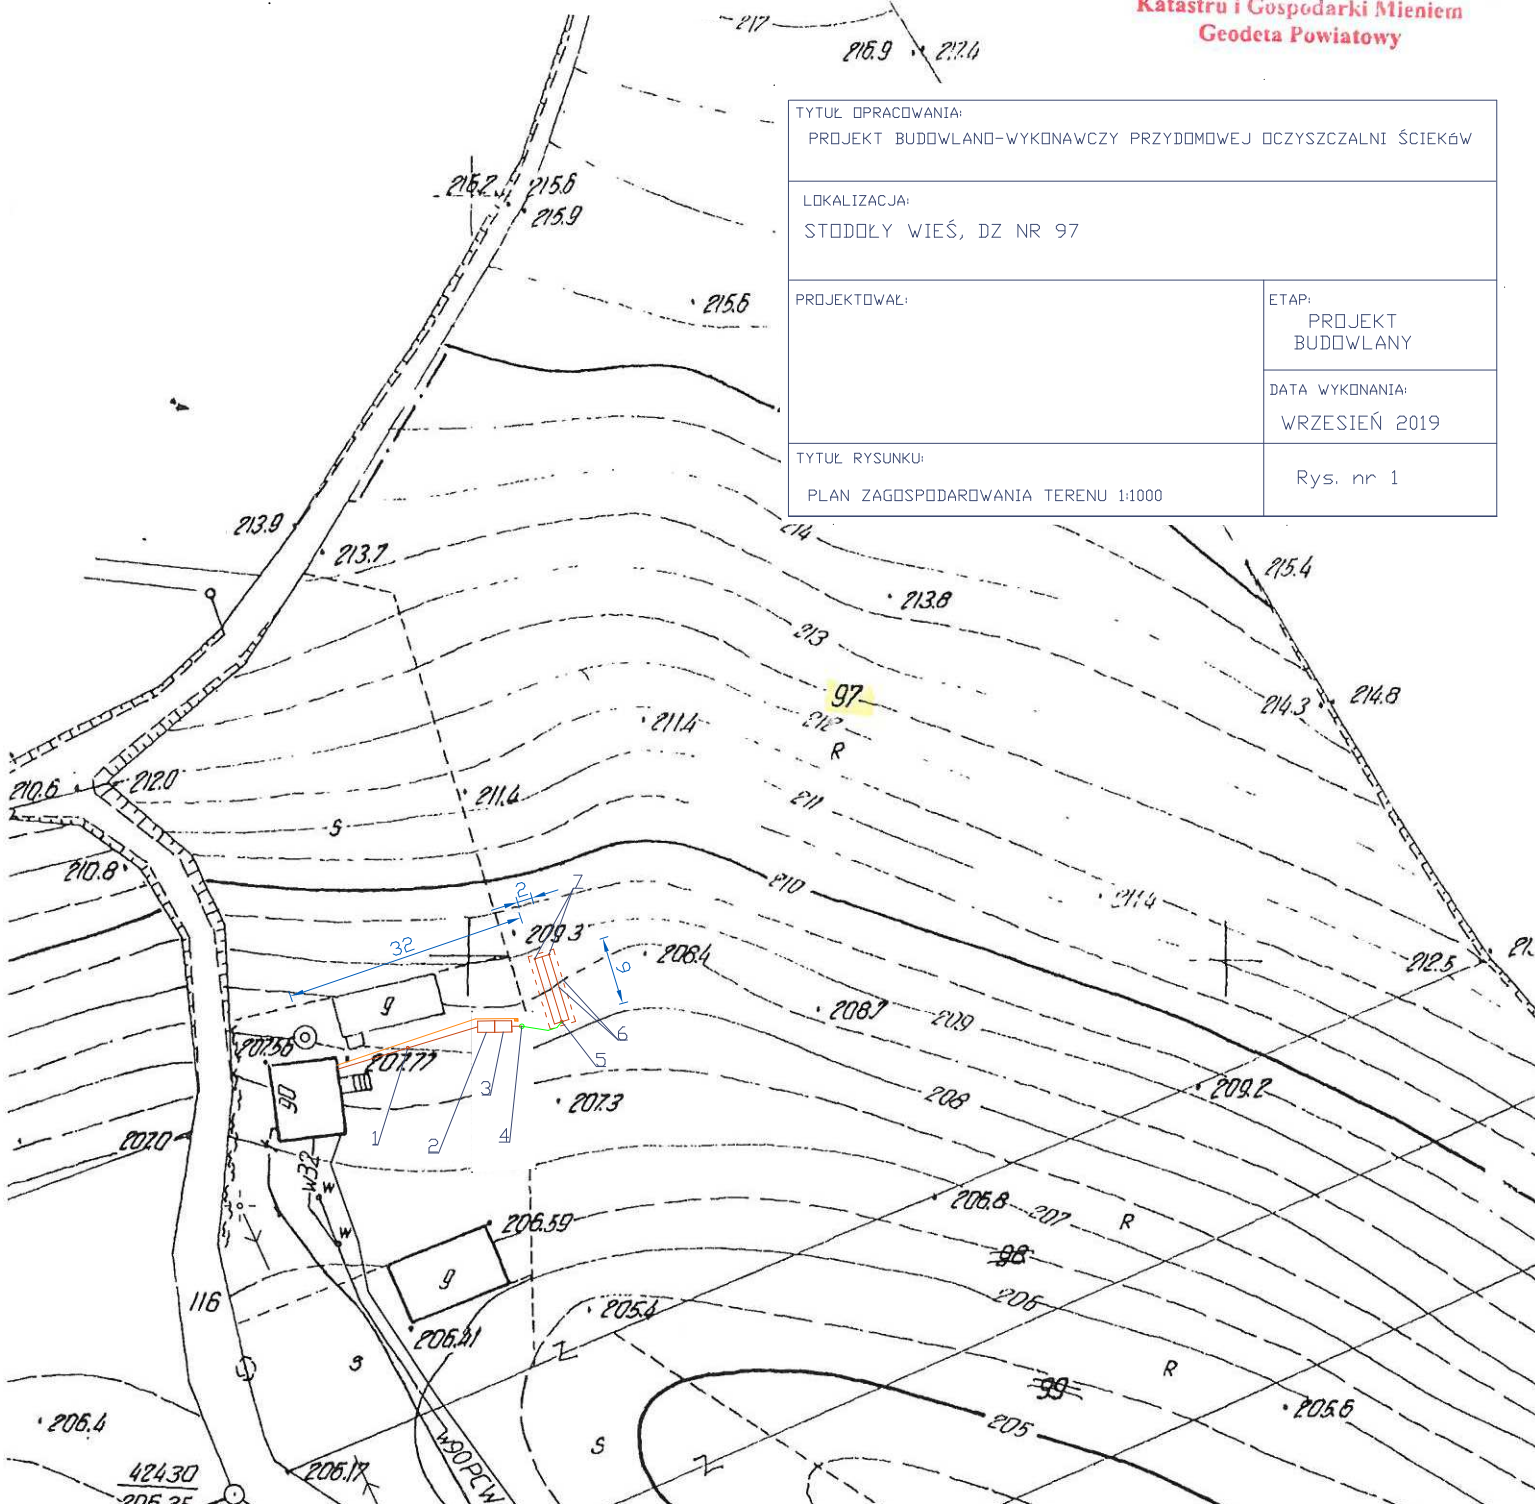 Katastru i Gospodarki Mieniem
Geodeta Powiatowy
217
216.9
217.4
TYTUŁ OPRACOWANIA:
PROJEKT BUDOWLANO-WYKONAWCZY PRZYDOMOWEJ OCZYSZCZALNI ŚCIEKóW
LOKALIZACJA:
STODOŁY WIEŚ, DZ NR 97
PROJEKTOWAŁ:
ETAP:
PROJEKT
BUDOWLANY
DATA WYKONANIA:
WRZESIEŃ 2019
TYTUŁ RYSUNKU:
PLAN ZAGOSPODAROWANIA TERENU 1:1000
Rys. nr 1
216.2
215.6
215.9
215.6
213.9
213.7
214
215.4
213.8
213
97
212
R
214.3
214.8
211.4
210.6
212.0
211.4
211
S
210.8
210
211.4
2
7
32
209.3
9
208.4
212.5
g
208.7
209
6
5
207.56
207.77
90
3
207.3
208
209.2
1
2
4
207.0
w32
w
w
206.59
206.8
207
R
98
g
116
206
205.4
206.41
s
Z
R
99
205
205.6
206.4
S
w90PCW
Z
42430
206.35
206.17